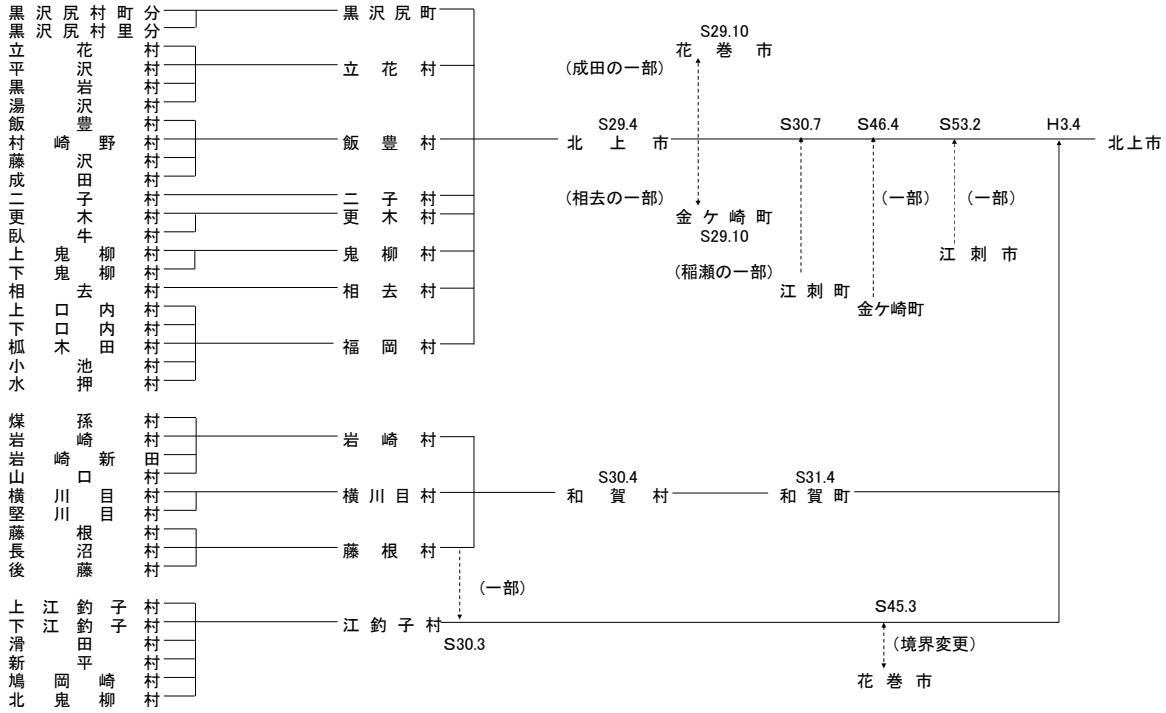 黒沢尻村町分
黒沢尻村里分
立花村
平沢村
黒岩村
湯沢村
飯豊村
村崎野村
藤沢村
成田村
二子村
更木村
臥牛村
上鬼柳村
下鬼柳村
相去村
上口内村
下口内村
柧木田村
小池村
水押村
煤孫村
岩崎村
岩崎新田
山口村
横川目村
竪川目村
藤根村
長沼村
後藤村
上江釣子村
下江釣子村
滑田村
新平村
鳩岡崎村
北鬼柳村
黒沢尻町
立花村
飯豊村
二子村
更木村
鬼柳村
相去村
福岡村
岩崎村
横川目村
藤根村
(一部)
江釣子村
S30.3
S29.4
北上市
S30.4
和賀村
S31.4
和賀町
S29.10
花巻市
(成田の一部)
(相去の一部)
金ケ崎町
S29.10
(稲瀬の一部)
S30.7
江刺町
S46.4
(一部)
金ケ崎町
S53.2
(一部)
江刺市
H3.4
北上市
S45.3
(境界変更)
花巻市